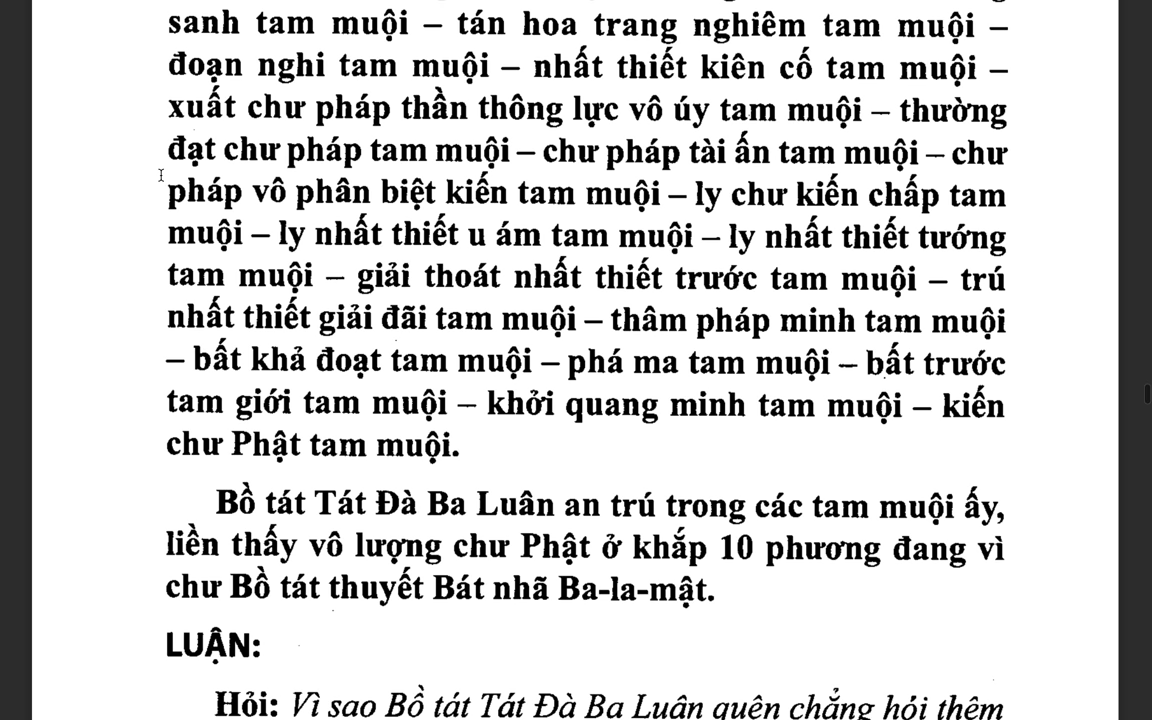 sanh tam muội – tán hoa trang nghiêm tam muội –
đoạn nghi tam muội – nhất thiết kiên cố tam muội –
xuất chư pháp thần thông lực vô úy tam muội – thường
đạt chư pháp tam muội – chư pháp tài ấn tam muội – chư
pháp vô phân biệt kiến tam muội – ly chư kiến chấp tam
muội – ly nhất thiết u ám tam muội – ly nhất thiết tướng
tam muội – giải thoát nhất thiết trước tam muội – trú
nhất thiết giải đãi tam muội – thâm pháp minh tam muội
– bất khả đoạt tam muội – phá ma tam muội – bất trước
tam giới tam muội – khởi quang minh tam muội – kiến
chư Phật tam muội.
Bồ tát Tát Đà Ba Luân an trú trong các tam muội ấy,
liền thấy vô lượng chư Phật ở khắp 10 phương đang vì
chư Bồ tát thuyết Bát nhã Ba-la-mật.
LUẬN:
Hỏi: Vì sao Bồ tát Tát Đà Ba Luân quên chẳng hỏi thêm